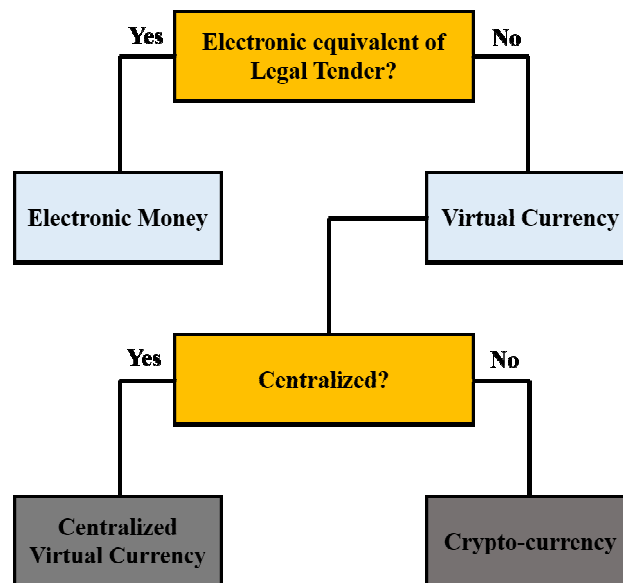 Yes
Electronic equivalent of
Legal Tender?
No
Electronic Money
Virtual Currency
Yes
Centralized?
No
Centralized
Virtual Currency
Crypto-currency